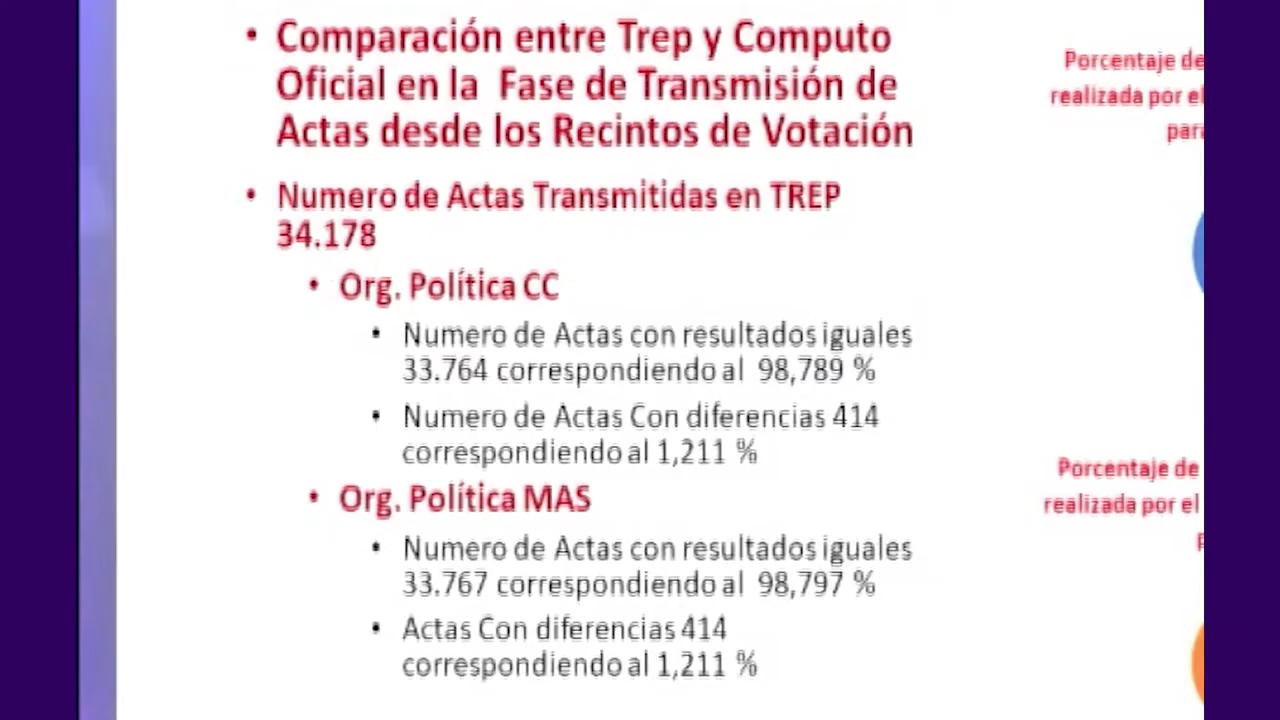 Comparación entre Trep y Computo
Oficial en la Fase de Transmisión de
Actas desde los Recintos de Votación
Numero de Actas Transmitidas en TREP
34.178
Org. Política CC
Numero de Actas con resultados iguales
33.764 correspondiendo al 98,789 %
Numero de Actas Con diferencias 414
correspondiendo al 1,211 %
Org. Política MAS
Numero de Actas con resultados iguales
33.767 correspondiendo al 98,797 %
Actas Con diferencias 414
correspondiendo al 1,211 %
Porcentaje de
realizada por el
Porcentaje de
realizada por el